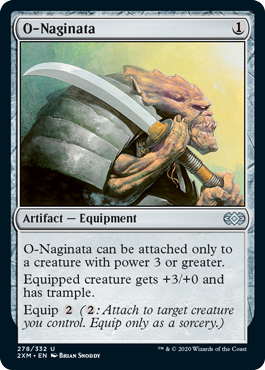 O-Naginata 1
Artifact — Equipment
O-Naginata can be attached only to
a creature with power 3 or greater.
Equipped creature gets +3/+0 and
has trample.
Equip 2 (2: Attach to target creature
you control. Equip only as a sorcery.)
278/332 U
2XM • EN Brian Snoddy
™ & © 2020 Wizards of the Coast